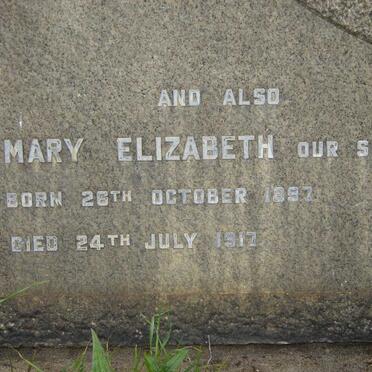 AND ALSO
MARY ELIZABETH OUR S
BORN 26TH OCTOBER 1897
DIED 24TH JULY 1917